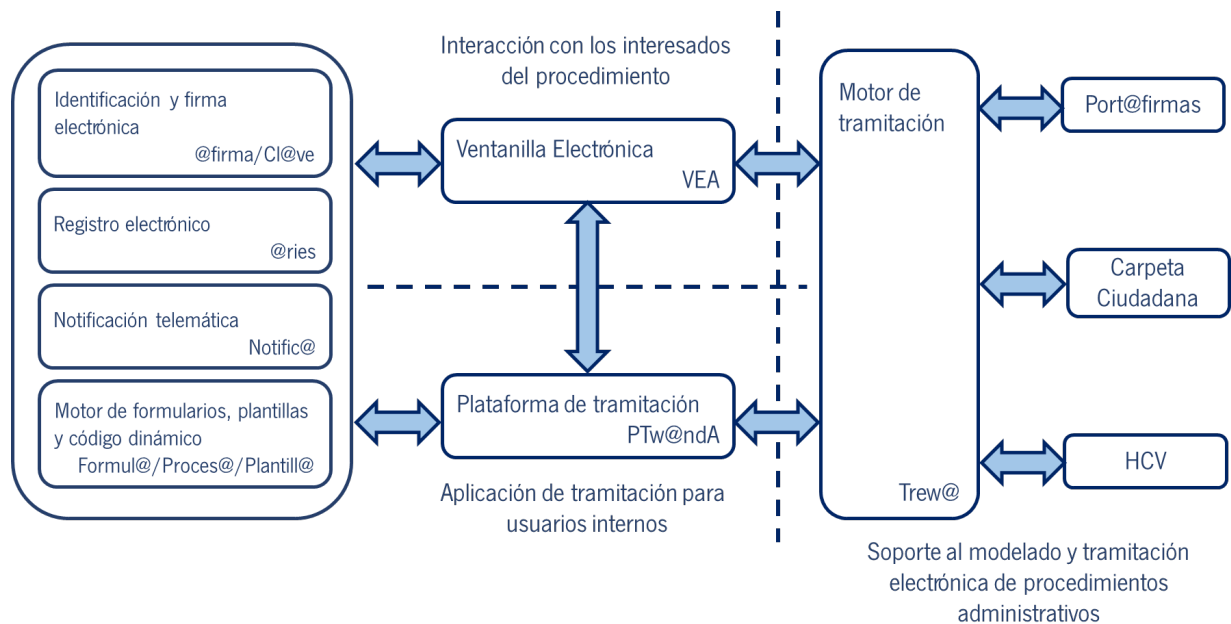 Identificación y firma
electrónica
@firma/Cl@ve
Registro electrónico
@ries
Notificación telemática
Notific@
Motor de formularios, plantillas
y código dinámico
Formul@/Proces@/Plantill@
Interacción con los interesados
del procedimiento
Ventanilla Electrónica
VEA
Plataforma de tramitación
PTw@ndA
Aplicación de tramitación para
usuarios internos
Motor de
tramitación
Trew@
Port@firmas
Carpeta
Ciudadana
HCV
Soporte al modelado y tramitación
electrónica de procedimientos
administrativos